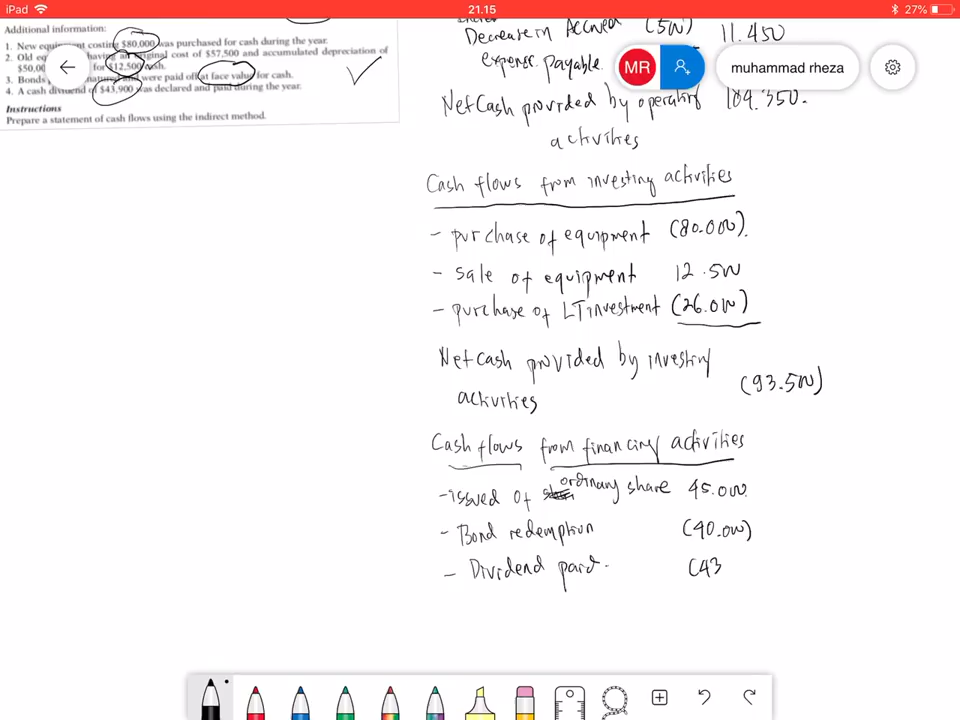 iPad
21.15
27%
Additional information:
1. New equipment costing $80,000 was purchased for cash during the year.
2. Old eq having an original cost of $57,500 and accumulated depreciation of
$50,00 for $12,500 cash.
3. Bonds matured and were paid off at face value for cash.
4. A cash dividend of $43,900 was declared and paid during the year.
Instructions
Prepare a statement of cash flows using the indirect method.
MR
muhammad rheza
Decrease in Accrued (500) 11.450
expense payable
Net Cash provided by operating 104.350.
activities
Cash flows from investing activities
- purchase of equipment (80.000).
- sale of equipment 12.500
- purchase of LT investment (26.000)
Net Cash provided by investing
activities (93.500)
Cash flows from financing activities
- issued of ordinary share 45.000
- Bond redemption (40.000)
- Dividend paid. (43